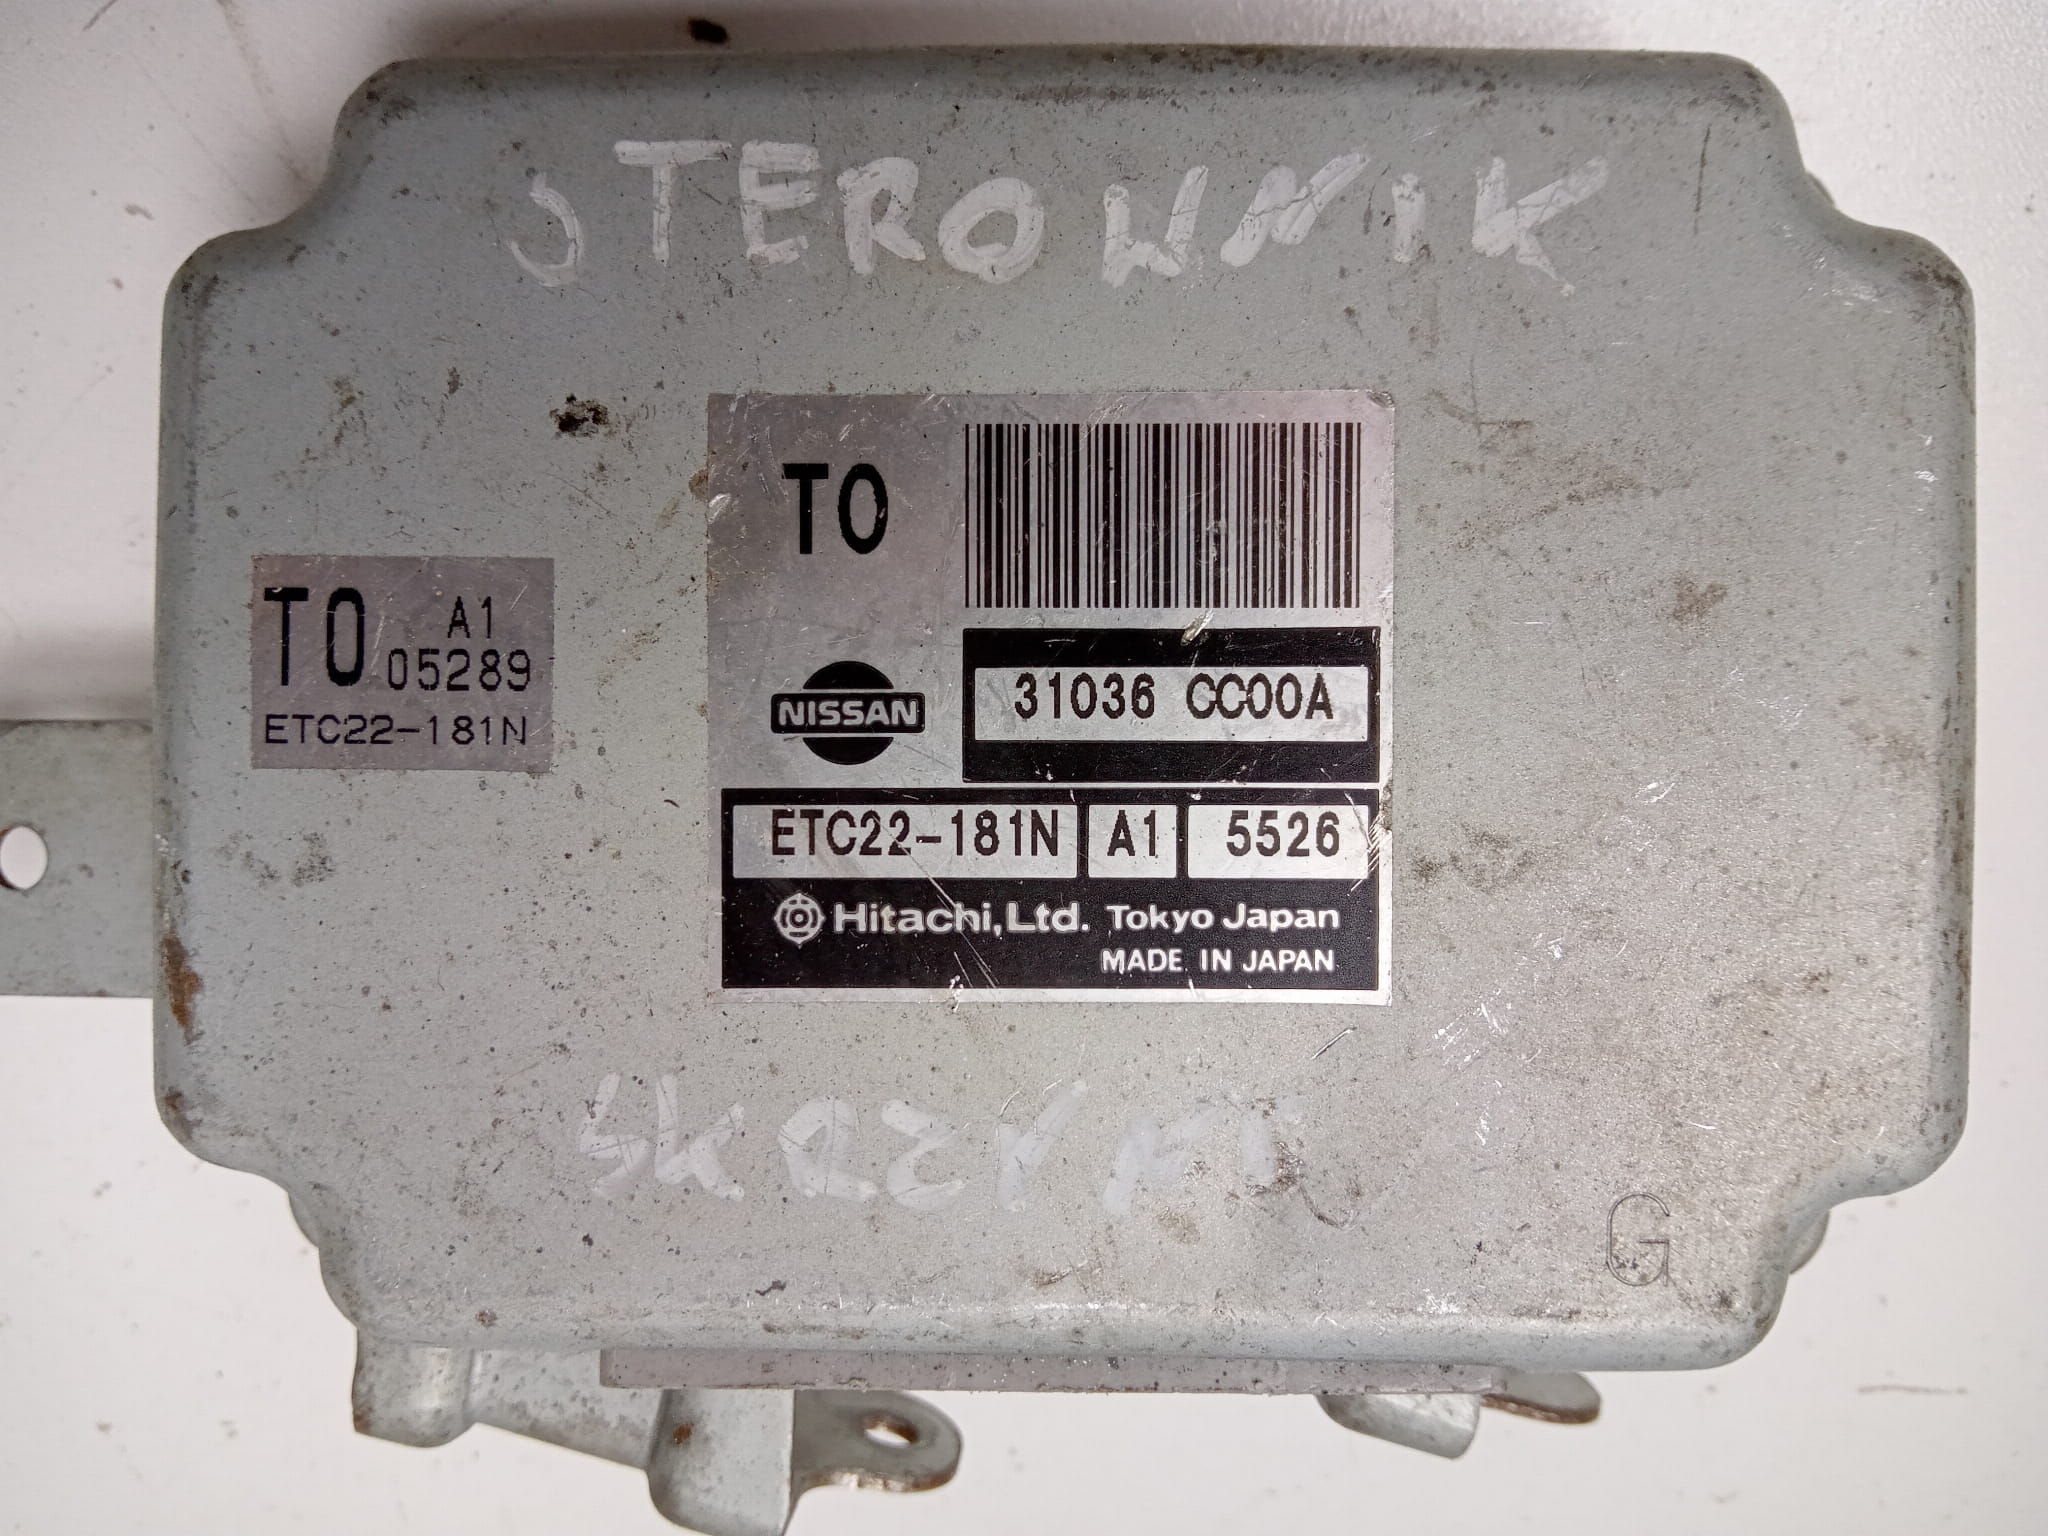 STEROWNIK
T0
T0 A1
05289
ETC22-181N
NISSAN
31036 CC00A
ETC22-181N A1 5526
Hitachi,Ltd. Tokyo Japan
MADE IN JAPAN
SKRZYNI
G